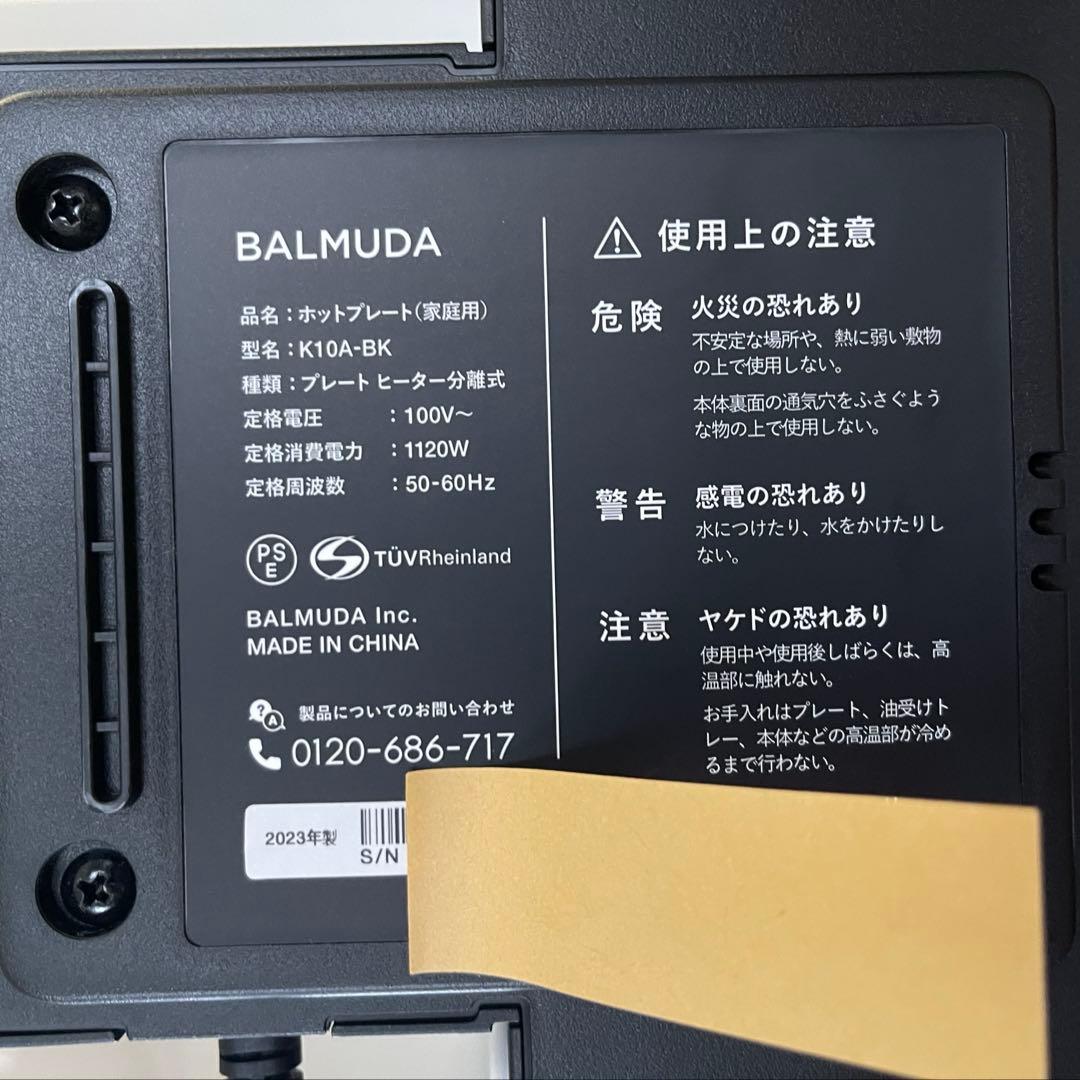 BALMUDA
品名：ホットプレート（家庭用）
型名：K10A-BK
種類：プレート ヒーター分離式
定格電圧　：100V～
定格消費電力　：1120W
定格周波数　：50-60Hz
PS
E
TÜVRheinland
BALMUDA Inc.
MADE IN CHINA
? A
製品についてのお問い合わせ
0120-686-717
2023年製
S/N
使用上の注意
危険 火災の恐れあり
不安定な場所や、熱に弱い敷物
の上で使用しない。
本体裏面の通気穴をふさぐよう
な物の上で使用しない。
警告 感電の恐れあり
水につけたり、水をかけたりし
ない。
注意 ヤケドの恐れあり
使用中や使用後しばらくは、高
温部に触れない。
お手入れはプレート、油受けト
レー、本体などの高温部が冷め
るまで行わない。